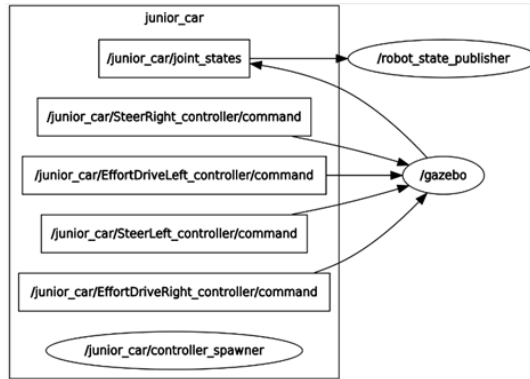 junior_car
/junior_car/joint_states
/robot_state_publisher
/junior_car/SteerRight_controller/command
/junior_car/EffortDriveLeft_controller/command
/gazebo
/junior_car/SteerLeft_controller/command
/junior_car/EffortDriveRight_controller/command
/junior_car/controller_spawner